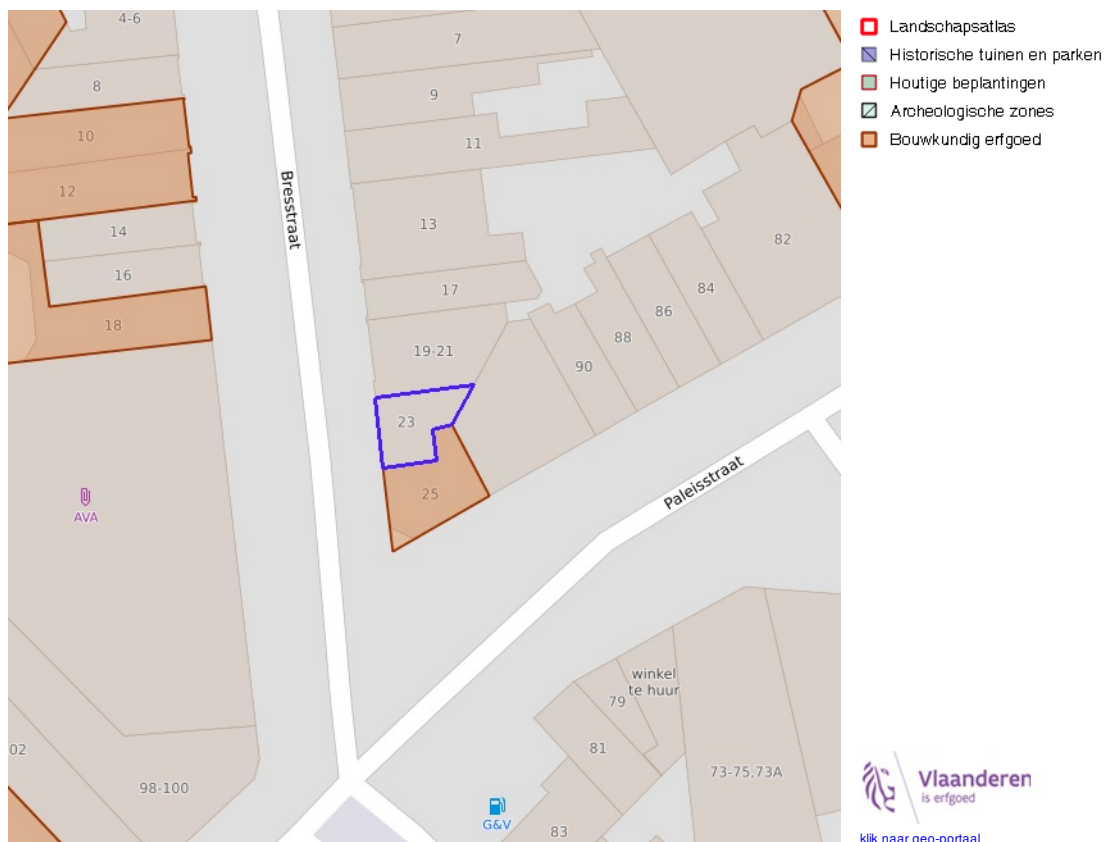 4-6
7
8
9
10
11
12
13
14
16
17
18
19-21
23
25
82
84
86
88
90
Bresstraat
Paleisstraat
AVA
winkel
te huur
79
81
83
73-75,73A
98-100
02
G&V
Landschapsatlas
Historische tuinen en parken
Houtige beplantingen
Archeologische zones
Bouwkundig erfgoed
Vlaanderen
is erfgoed
klik naar geo-portaal